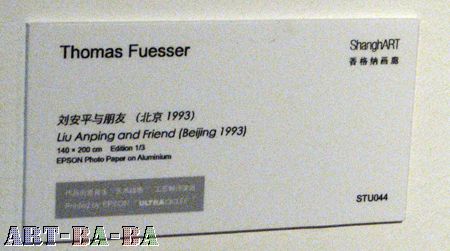 Thomas Fuesser
ShanghART
香格纳画廊
刘安平与朋友 （北京 1993）
Liu Anping and Friend (Beijing 1993)
140 × 200 cm Edition 1/3
EPSON Photo Paper on Aluminium
Printed by EPSON ULTRA
STU044
ART-BA-BA